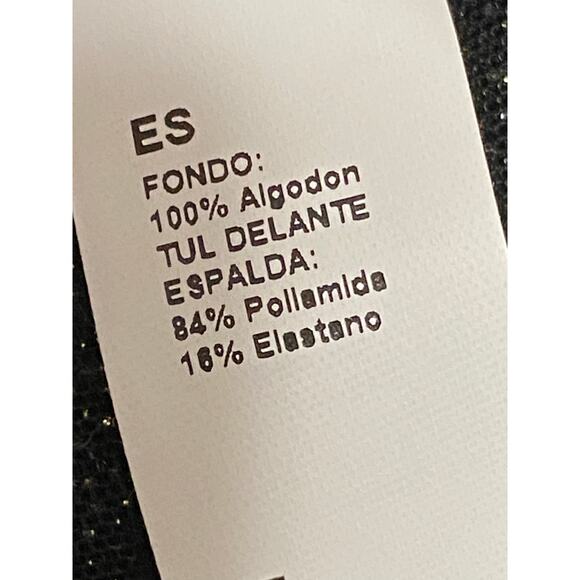 ES
FONDO:
100% Algodon
TUL DELANTE
ESPALDA:
84% Poliamida
16% Elastano